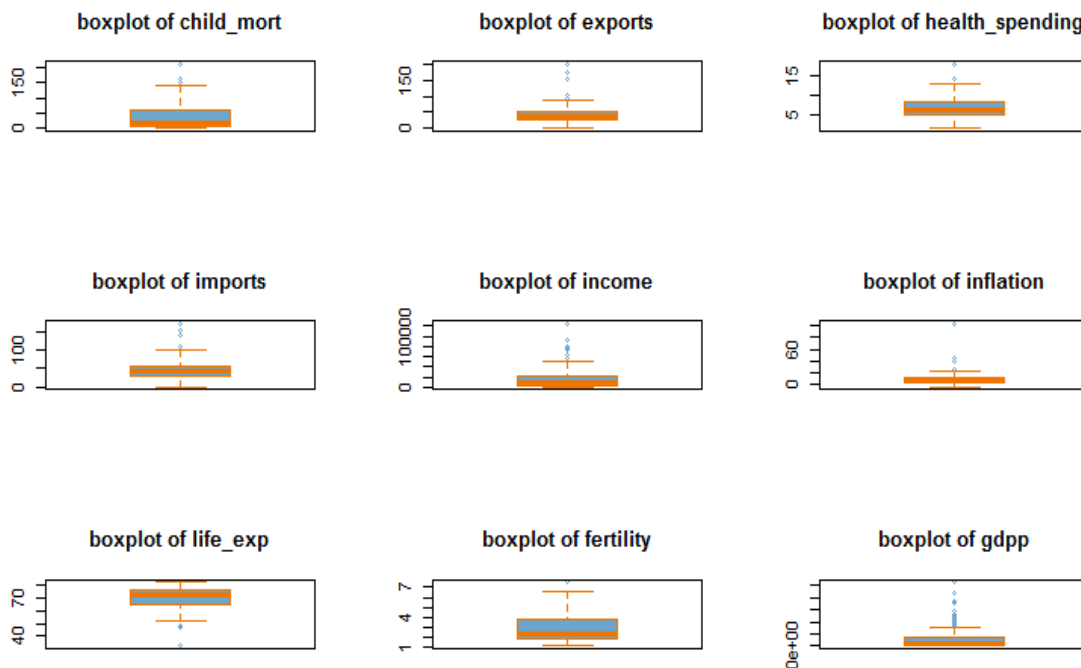 boxplot of child_mort
150
0
boxplot of exports
150
0
boxplot of health_spending
15
5
boxplot of imports
100
0
boxplot of income
100000
0
boxplot of inflation
60
0
boxplot of life_exp
70
40
boxplot of fertility
7
4
1
boxplot of gdpp
0e+00